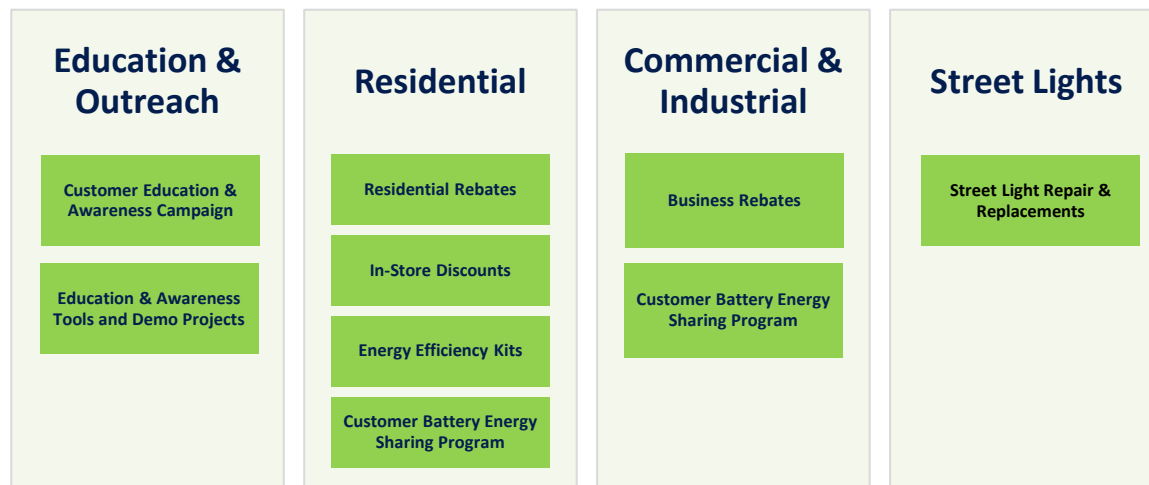 Education &
Outreach
Customer Education &
Awareness Campaign
Education & Awareness
Tools and Demo Projects
Residential
Residential Rebates
In-Store Discounts
Energy Efficiency Kits
Customer Battery Energy
Sharing Program
Commercial &
Industrial
Business Rebates
Customer Battery Energy
Sharing Program
Street Lights
Street Light Repair &
Replacements